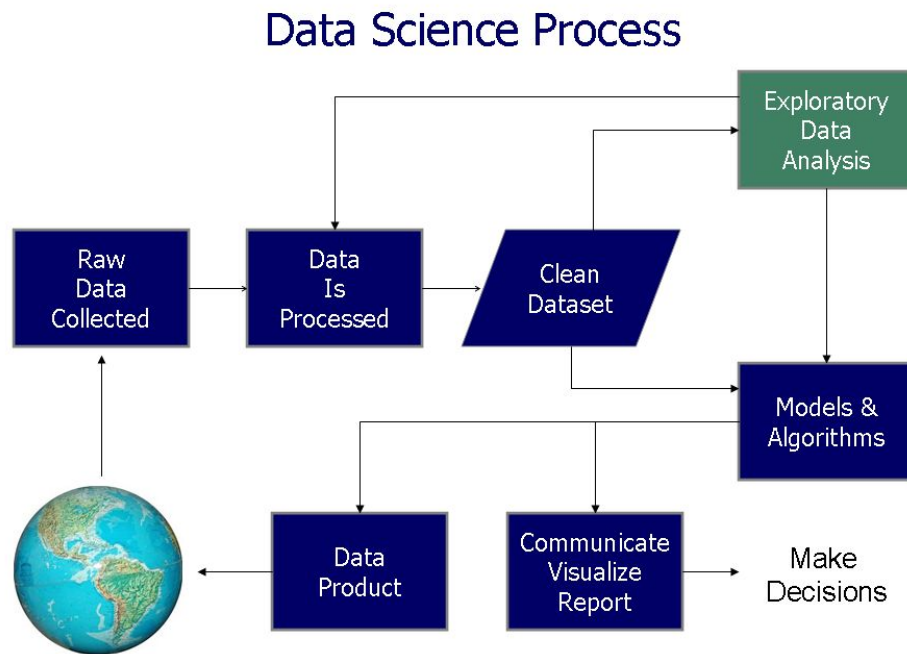 Data Science Process
Exploratory
Data
Analysis
Raw
Data
Collected
Data
Is
Processed
Clean
Dataset
Models &
Algorithms
Data
Product
Communicate
Visualize
Report
Make
Decisions